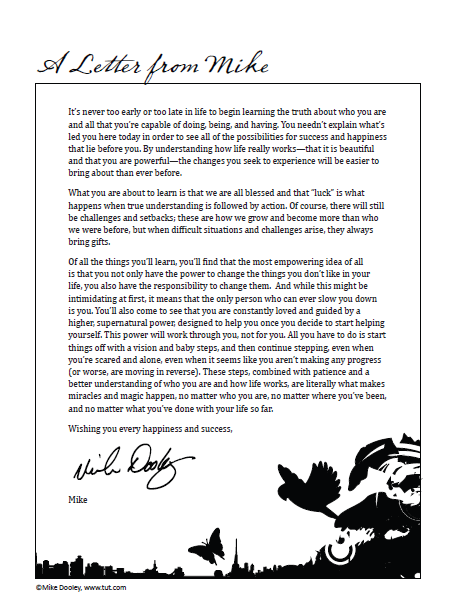 A Letter from Mike
It's never too early or too late in life to begin learning the truth about who you are
and all that you're capable of doing, being, and having. You needn't explain what's
led you here today in order to see all of the possibilities for success and happiness
that lie before you. By understanding how life really works—that it is beautiful
and that you are powerful—the changes you seek to experience will be easier to
bring about than ever before.
What you are about to learn is that we are all blessed and that "luck" is what
happens when true understanding is followed by action. Of course, there will still
be challenges and setbacks; these are how we grow and become more than who
we were before, but when difficult situations and challenges arise, they always
bring gifts.
Of all the things you'll learn, you'll find that the most empowering idea of all
is that you not only have the power to change the things you don't like in your
life, you also have the responsibility to change them. And while this might be
intimidating at first, it means that the only person who can ever slow you down
is you. You'll also come to see that you are constantly loved and guided by a
higher, supernatural power, designed to help you once you decide to start helping
yourself. This power will work through you, not for you. All you have to do is start
things off with a vision and baby steps, and then continue stepping, even when
you're scared and alone, even when it seems like you aren't making any progress
(or worse, are moving in reverse). These steps, combined with patience and a
better understanding of who you are and how life works, are literally what makes
miracles and magic happen, no matter who you are, no matter where you've been,
and no matter what you've done with your life so far.
Wishing you every happiness and success,
Mike Dooley
Mike
©Mike Dooley, www.tut.com